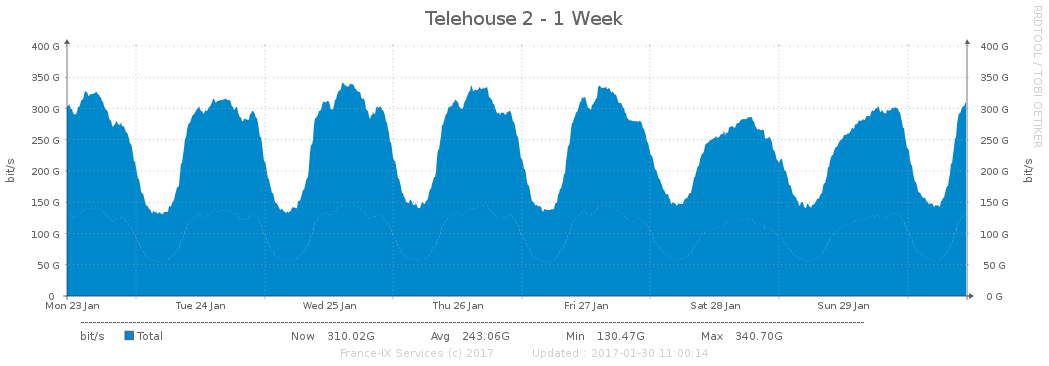 Telehouse 2 - 1 Week
RRDTOOL / TOBI OETIKER
400 G 400 G
350 G 350 G
300 G 300 G
250 G 250 G
200 G 200 G
150 G 150 G
100 G 100 G
50 G 50 G
0 0 G
bit/s
bit/s
Mon 23 Jan Tue 24 Jan Wed 25 Jan Thu 26 Jan Fri 27 Jan Sat 28 Jan Sun 29 Jan
bit/s Total Now 310.02G Avg 243.06G Min 130.47G Max 340.70G
France-IX Services (c) 2017 Updated : 2017-01-30 11:00:14